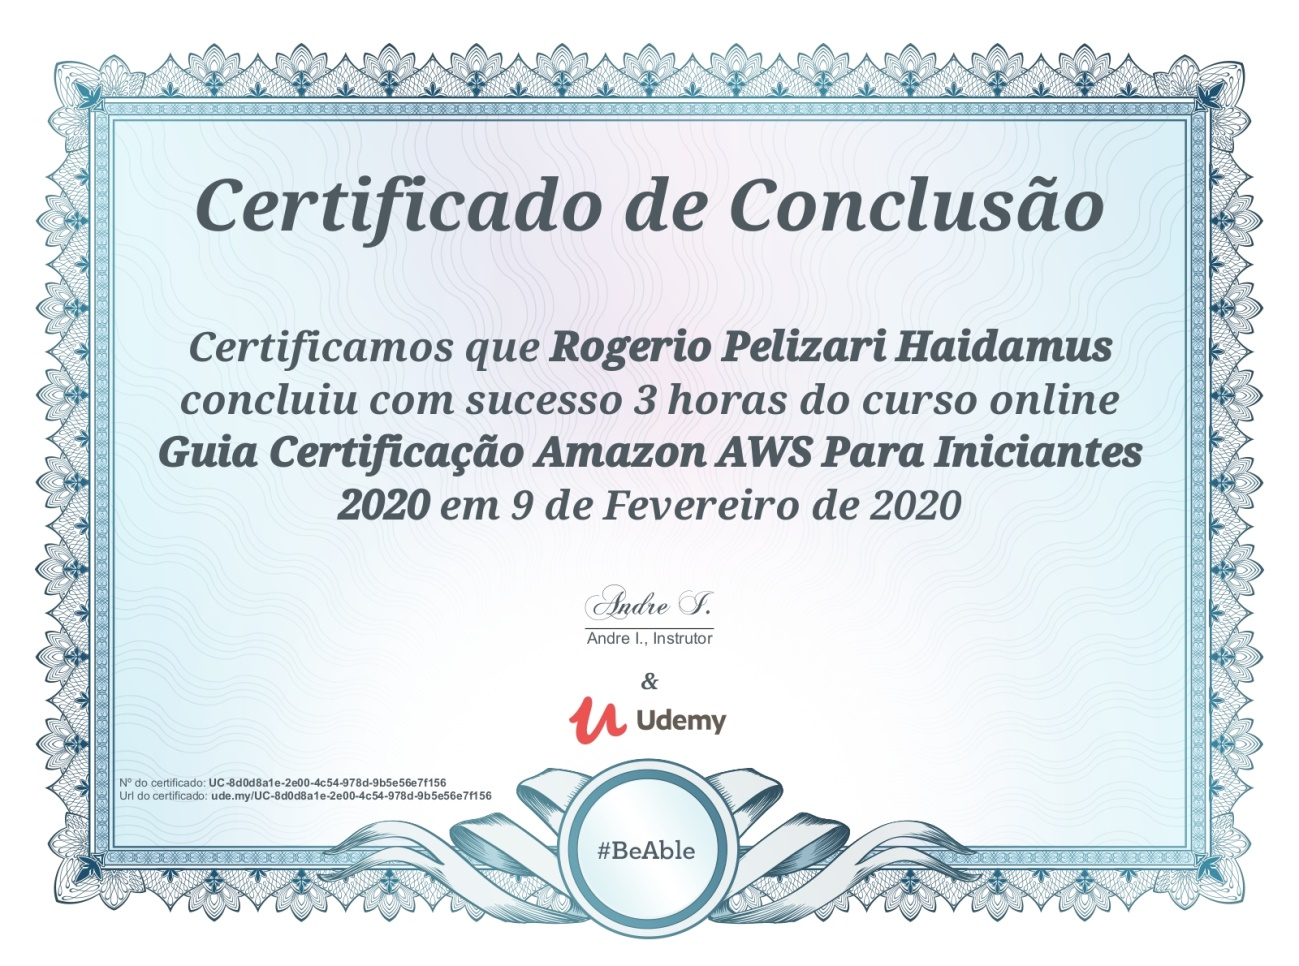 Certificado de Conclusão
Certificamos que Rogerio Pelizari Haidamus
concluiu com sucesso 3 horas do curso online
Guia Certificação Amazon AWS Para Iniciantes
2020 em 9 de Fevereiro de 2020
Andre I.
Andre I., Instrutor
&
Udemy
Nº do certificado: UC-8d0d8a1e-2e00-4c54-978d-9b5e56e7f156
Url do certificado: ude.my/UC-8d0d8a1e-2e00-4c54-978d-9b5e56e7f156
#BeAble